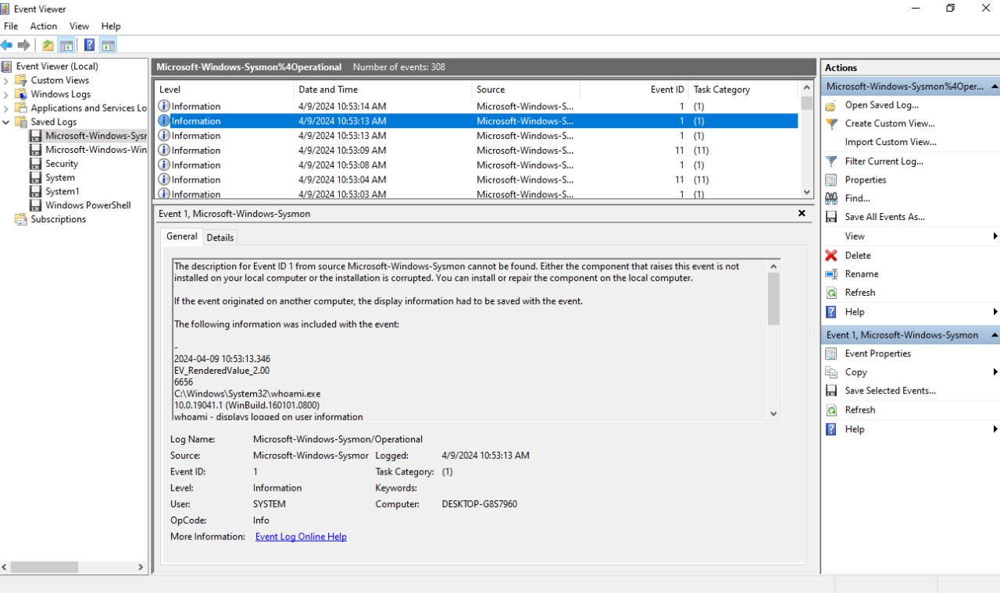 Event Viewer
File Action View Help
Event Viewer (Local)
Custom Views
Windows Logs
Applications and Services Lo
Saved Logs
Microsoft-Windows-Sysr
Microsoft-Windows-Win
Security
System
System1
Windows PowerShell
Subscriptions
Microsoft-Windows-Sysmon%4Operational Number of events: 308
Level Date and Time Source Event ID Task Category
Information 4/9/2024 10:53:14 AM Microsoft-Windows-S... 1 (1)
Information 4/9/2024 10:53:13 AM Microsoft-Windows-S... 1 (1)
Information 4/9/2024 10:53:13 AM Microsoft-Windows-S... 1 (1)
Information 4/9/2024 10:53:09 AM Microsoft-Windows-S... 11 (11)
Information 4/9/2024 10:53:08 AM Microsoft-Windows-S... 1 (1)
Information 4/9/2024 10:53:04 AM Microsoft-Windows-S... 11 (11)
Information 4/9/2024 10:53:03 AM Microsoft-Windows-S... 1 (1)
Event 1, Microsoft-Windows-Sysmon
General Details
The description for Event ID 1 from source Microsoft-Windows-Sysmon cannot be found. Either the component that raises this event is not
installed on your local computer or the installation is corrupted. You can install or repair the component on the local computer.
If the event originated on another computer, the display information had to be saved with the event.
The following information was included with the event:
-
2024-04-09 10:53:13.346
EV_RenderedValue_2.00
6656
C:\Windows\System32\whoami.exe
10.0.19041.1 (WinBuild.160101.0800)
whoami - displays logged on user information
Log Name: Microsoft-Windows-Sysmon/Operational
Source: Microsoft-Windows-Sysmor Logged: 4/9/2024 10:53:13 AM
Event ID: 1 Task Category: (1)
Level: Information Keywords:
User: SYSTEM Computer: DESKTOP-G8S7960
OpCode: Info
More Information: Event Log Online Help
Actions
Microsoft-Windows-Sysmon%4Oper...
Open Saved Log...
Create Custom View...
Import Custom View...
Filter Current Log...
Properties
Find...
Save All Events As...
View
Delete
Rename
Refresh
Help
Event 1, Microsoft-Windows-Sysmon
Event Properties
Copy
Save Selected Events...
Refresh
Help